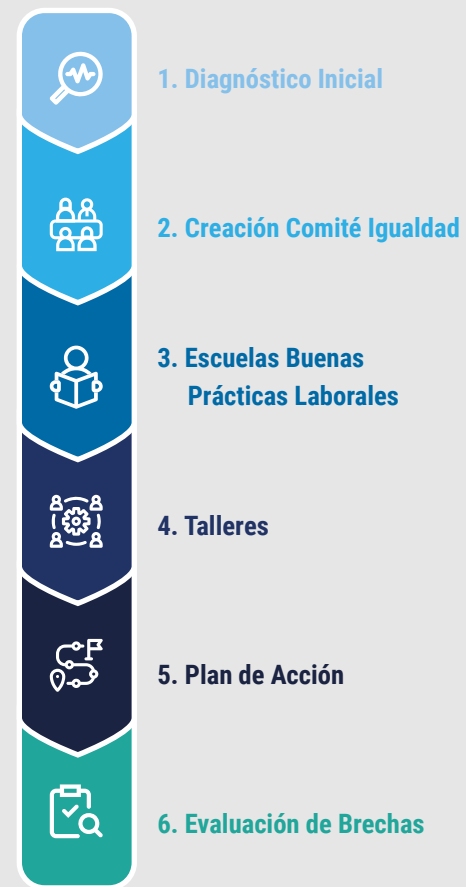 1. Diagnóstico Inicial
2. Creación Comité Igualdad
3. Escuelas Buenas
Prácticas Laborales
4. Talleres
5. Plan de Acción
6. Evaluación de Brechas